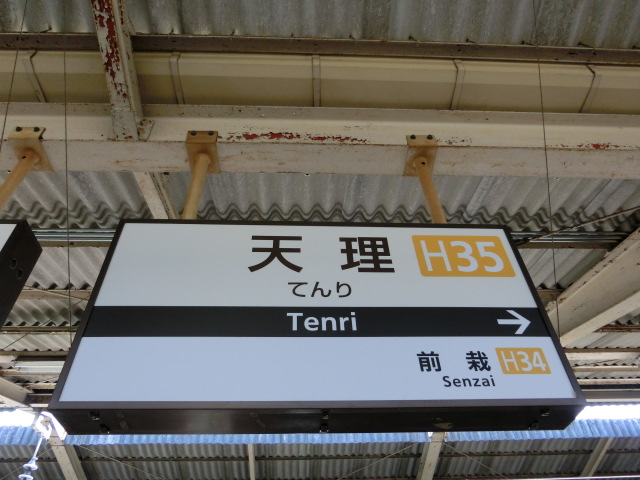 天理 H35
てんり
Tenri →
前栽 H34
Senzai